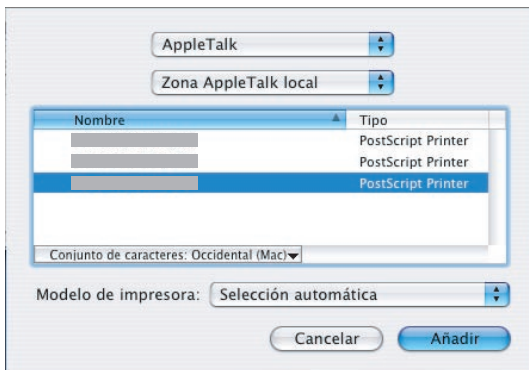 AppleTalk
Zona AppleTalk local
Nombre Tipo
PostScript Printer
PostScript Printer
PostScript Printer
Conjunto de caracteres: Occidental (Mac)
Modelo de impresora: Selección automática
Cancelar Añadir